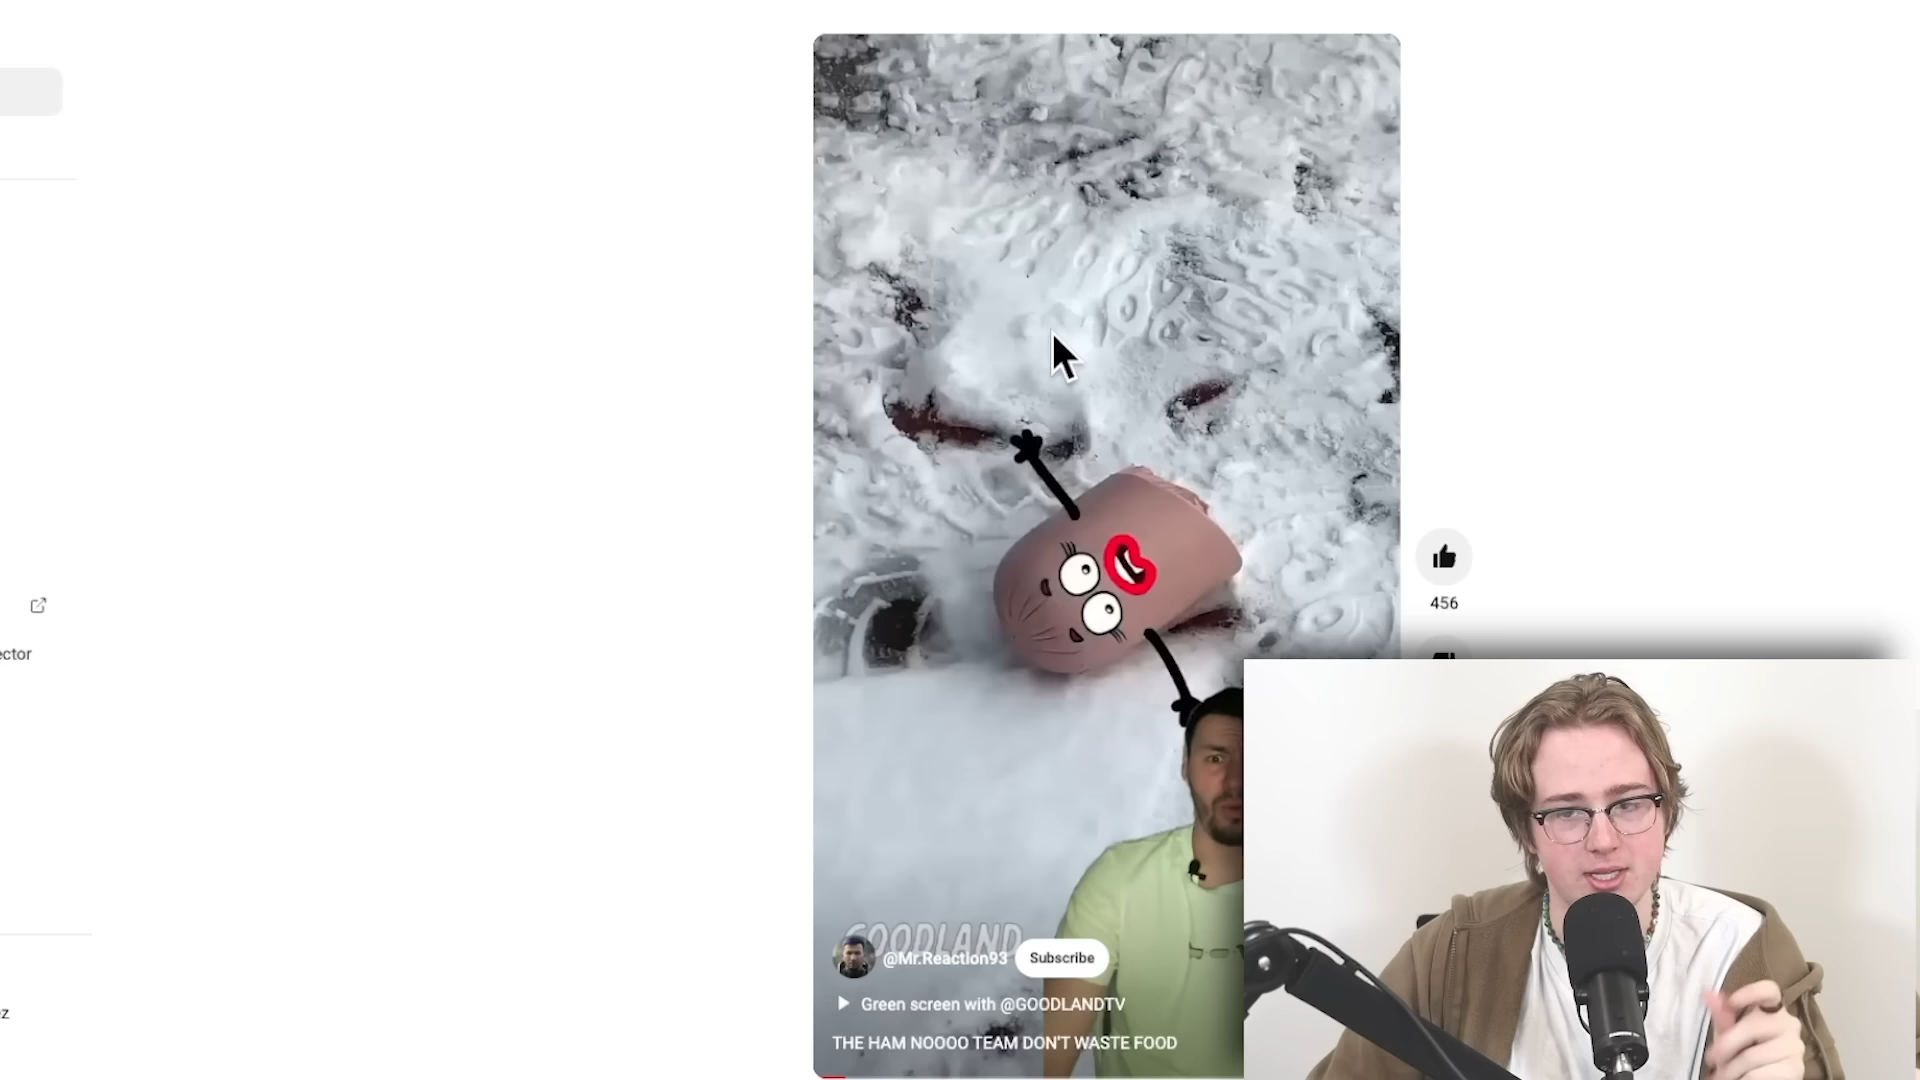 456
ector
GOODLAND
@Mr.Reaction93
Subscribe
Green screen with @GOODLANDTV
z
THE HAM NOOOO TEAM DON'T WASTE FOOD